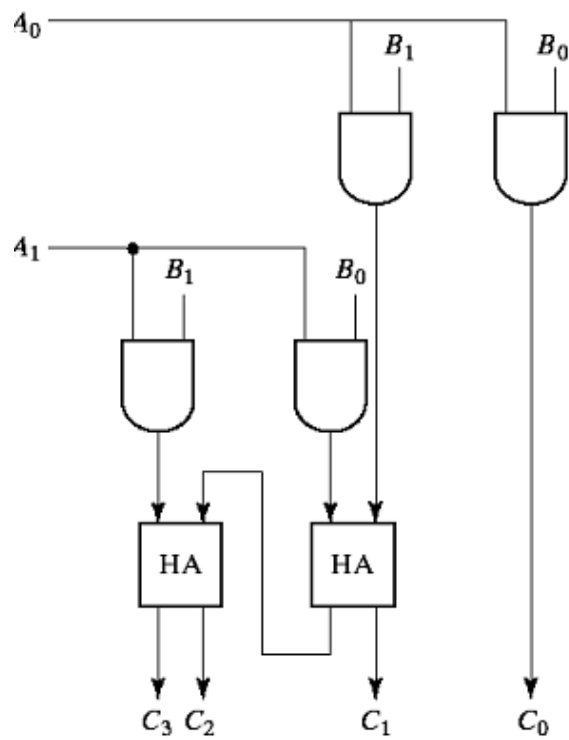 A₀
B₁ B₀
A₁
B₁ B₀
HA HA
C₃ C₂ C₁ C₀